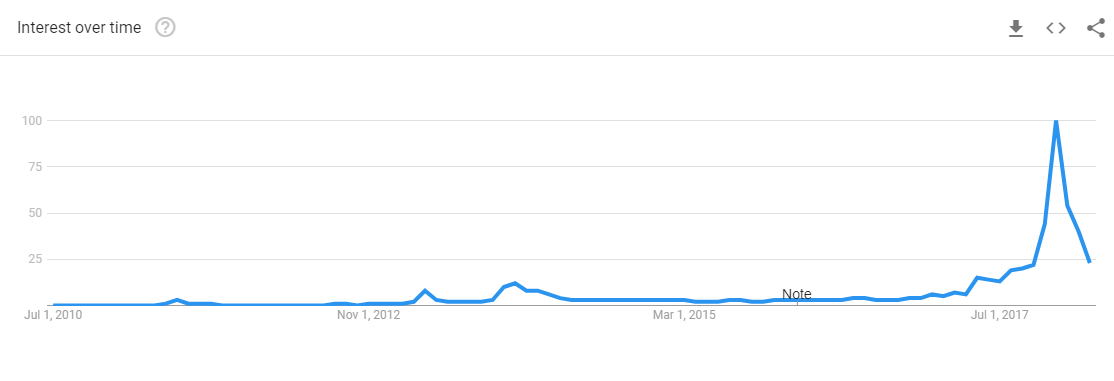 Interest over time ?
100
75
50
25
Note
Jul 1, 2010 Nov 1, 2012 Mar 1, 2015 Jul 1, 2017